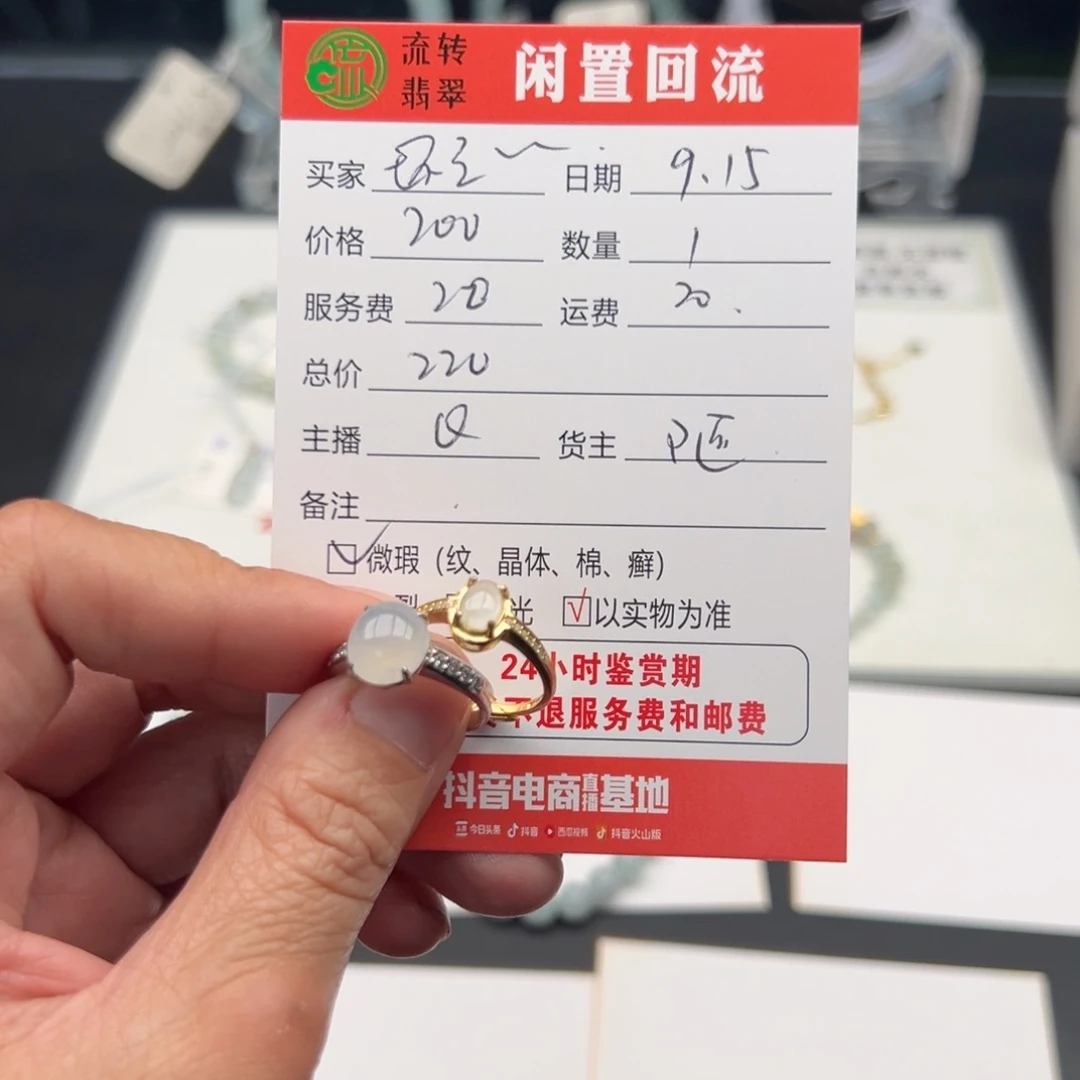 流转翡翠 闲置回流
买家 日期 9.15
价格 200 数量 1
服务费 20 运费 20.
总价 220
主播 Q 货主
备注
微瑕（纹、晶体、棉、癣）
裂 光 √以实物为准
24小时鉴赏期
不退服务费和邮费
抖音电商直播基地
今日头条 抖音 西瓜视频 抖音火山版